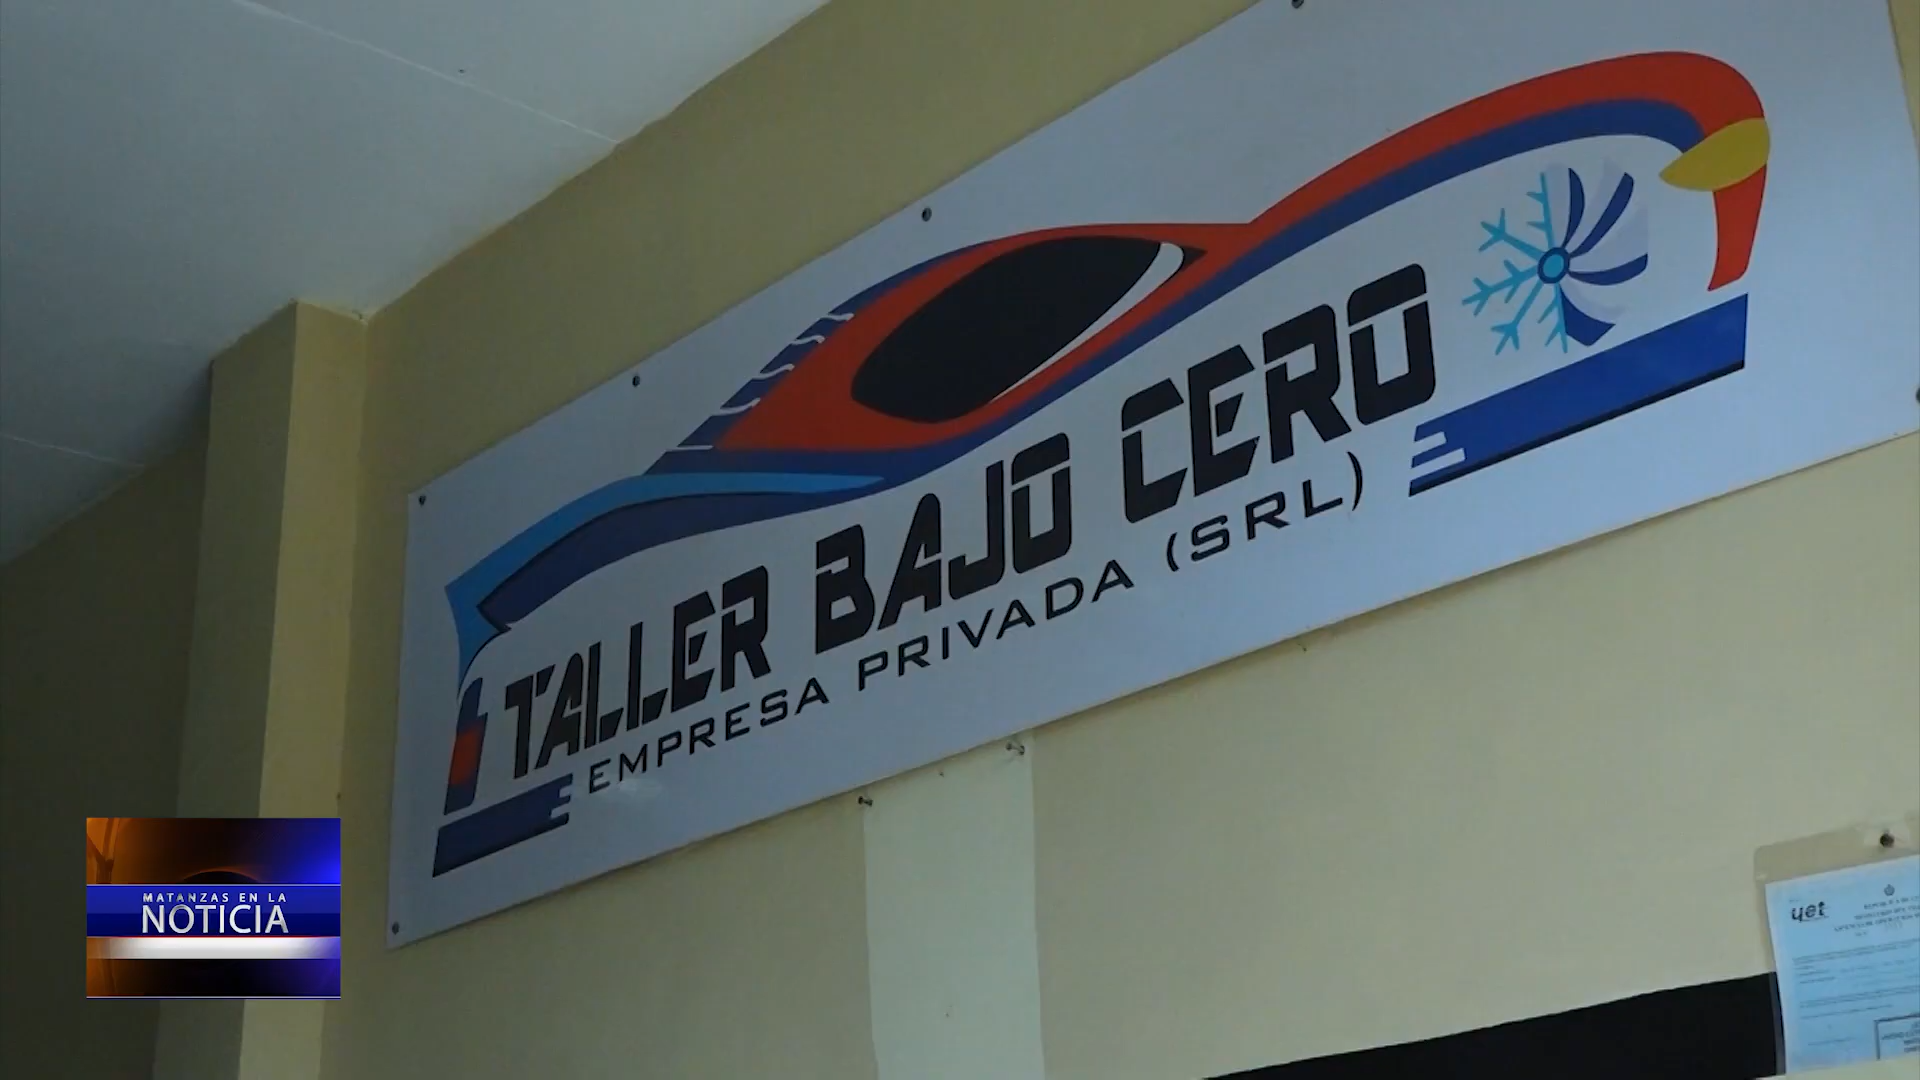 TALLER BAJO CERO
EMPRESA PRIVADA (SRL)
MATANZAS EN LA
NOTICIA
yet